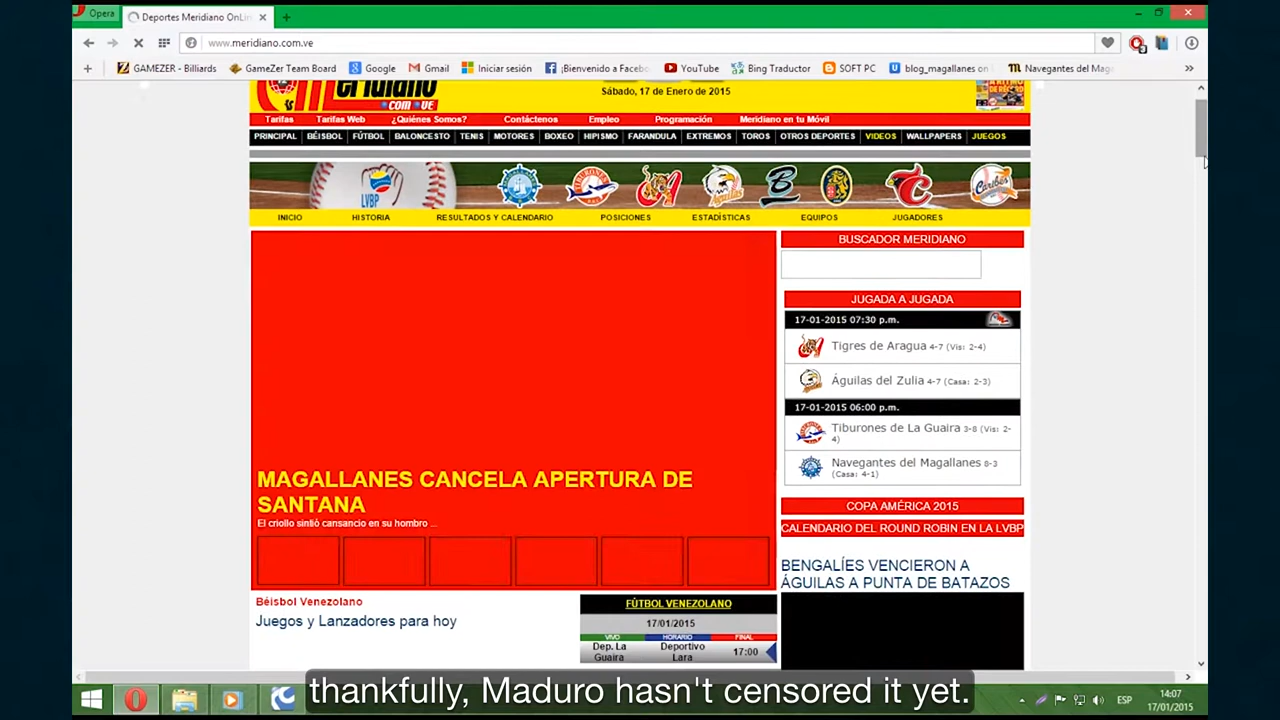 Opera
Deportes Meridiano OnLin
www.meridiano.com.ve
GAMEZER - Billiards
GameZer Team Board
Google
Gmail
Iniciar sesión
¡Bienvenido a Facebo
YouTube
Bing Traductor
SOFT PC
blog_magallanes on
Navegantes del Maga
meridiano
.COM.VE
Sábado, 17 de Enero de 2015
Tarifas Tarifas Web ¿Quiénes Somos? Contáctenos Empleo Programación Meridiano en tu Móvil
PRINCIPAL BÉISBOL FÚTBOL BALONCESTO TENIS MOTORES BOXEO HIPISMO FARANDULA EXTREMOS TOROS OTROS DEPORTES VIDEOS WALLPAPERS JUEGOS
LVBP
INICIO HISTORIA RESULTADOS Y CALENDARIO POSICIONES ESTADÍSTICAS EQUIPOS JUGADORES
BUSCADOR MERIDIANO
JUGADA A JUGADA
17-01-2015 07:30 p.m.
Tigres de Aragua 4-7 (Vis: 2-4)
Águilas del Zulia 4-7 (Casa: 2-3)
17-01-2015 06:00 p.m.
Tiburones de La Guaira 3-8 (Vis: 2-
4)
Navegantes del Magallanes 8-3
(Casa: 4-1)
MAGALLANES CANCELA APERTURA DE
SANTANA
El criollo sintió cansancio en su hombro ...
COPA AMÉRICA 2015
CALENDARIO DEL ROUND ROBIN EN LA LVBP
BENGALÍES VENCIERON A
ÁGUILAS A PUNTA DE BATAZOS
Béisbol Venezolano
Juegos y Lanzadores para hoy
FÚTBOL VENEZOLANO
17/01/2015
VIVO HORARIO FINAL
Dep. La
Guaira
Deportivo
Lara
17:00
thankfully, Maduro hasn't censored it yet.
ESP
14:07
17/01/2015